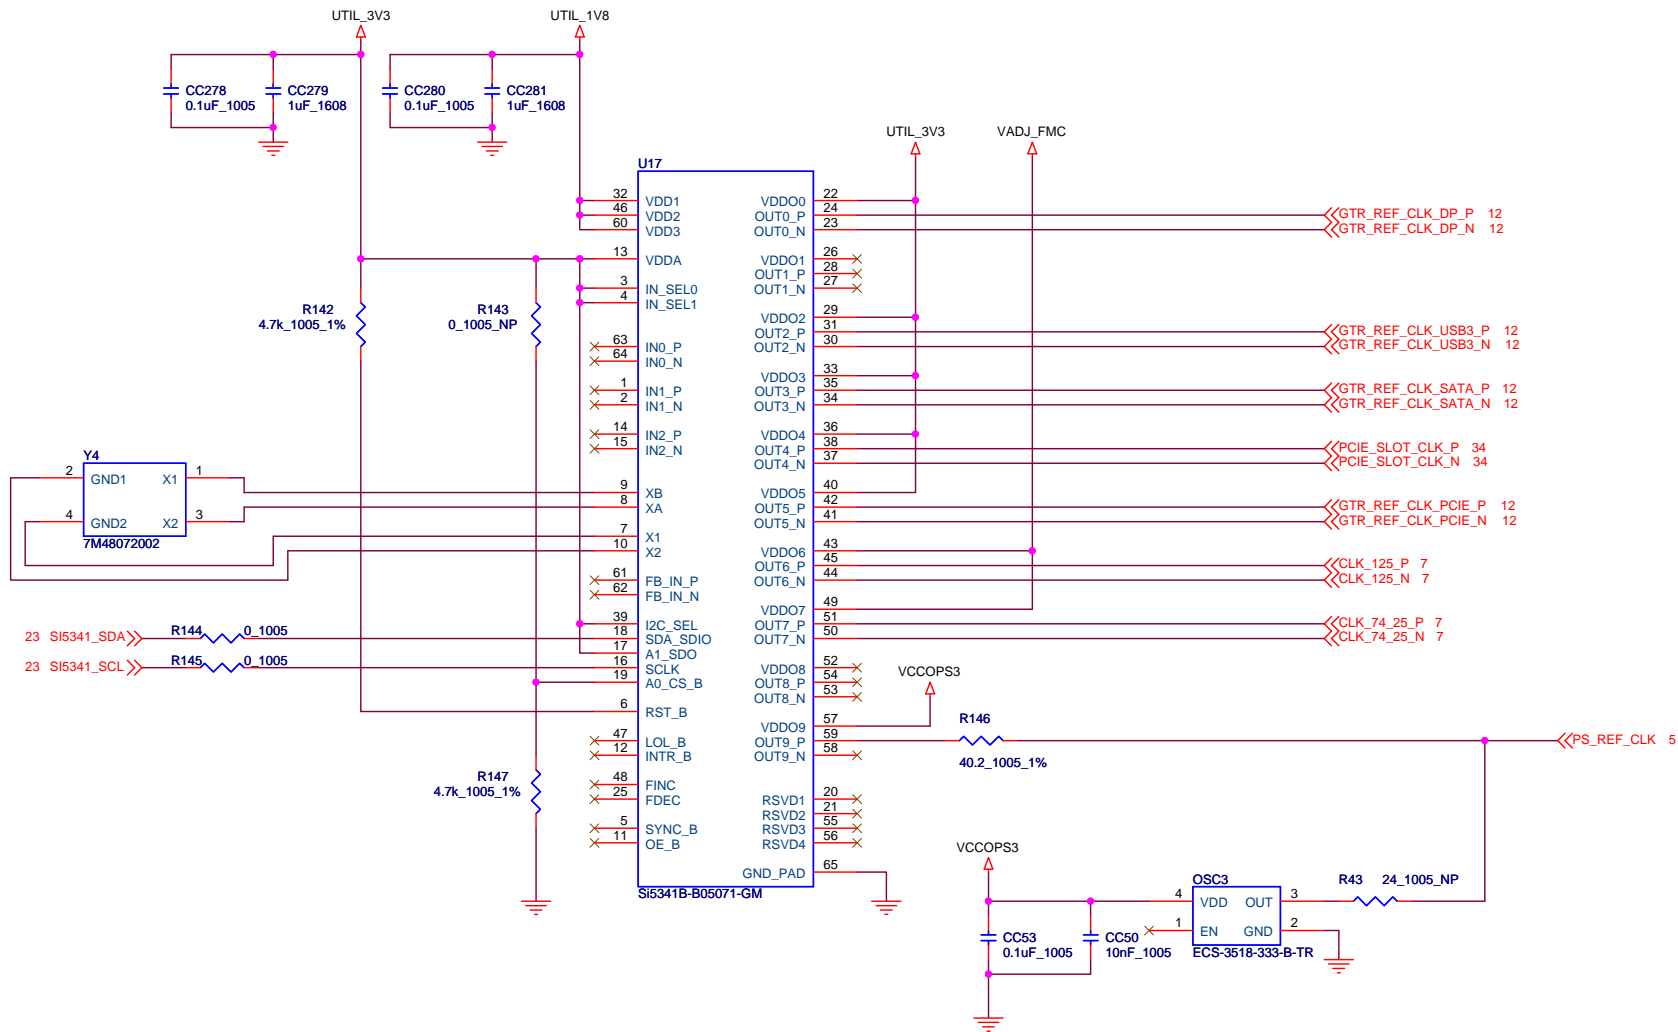 UTIL_3V3
UTIL_1V8
CC278
0.1uF_1005
CC279
1uF_1608
CC280
0.1uF_1005
CC281
1uF_1608
UTIL_3V3
VADJ_FMC
U17
32 VDD1
46 VDD2
60 VDD3
13 VDDA
3 IN_SEL0
4 IN_SEL1
63 IN0_P
64 IN0_N
1 IN1_P
2 IN1_N
14 IN2_P
15 IN2_N
9 XB
8 XA
7 X1
10 X2
61 FB_IN_P
62 FB_IN_N
39 I2C_SEL
18 SDA_SDIO
17 A1_SDO
16 SCLK
19 A0_CS_B
6 RST_B
47 LOL_B
12 INTR_B
48 FINC
25 FDEC
5 SYNC_B
11 OE_B
VDDO0 22
OUT0_P 24
OUT0_N 23
VDDO1 26
OUT1_P 28
OUT1_N 27
VDDO2 29
OUT2_P 31
OUT2_N 30
VDDO3 33
OUT3_P 35
OUT3_N 34
VDDO4 36
OUT4_P 38
OUT4_N 37
VDDO5 40
OUT5_P 42
OUT5_N 41
VDDO6 43
OUT6_P 45
OUT6_N 44
VDDO7 49
OUT7_P 51
OUT7_N 50
VDDO8 52
OUT8_P 54
OUT8_N 53
VDDO9 57
OUT9_P 59
OUT9_N 58
RSVD1 20
RSVD2 21
RSVD3 55
RSVD4 56
GND_PAD 65
Si5341B-B05071-GM
GTR_REF_CLK_DP_P 12
GTR_REF_CLK_DP_N 12
GTR_REF_CLK_USB3_P 12
GTR_REF_CLK_USB3_N 12
GTR_REF_CLK_SATA_P 12
GTR_REF_CLK_SATA_N 12
PCIE_SLOT_CLK_P 34
PCIE_SLOT_CLK_N 34
GTR_REF_CLK_PCIE_P 12
GTR_REF_CLK_PCIE_N 12
CLK_125_P 7
CLK_125_N 7
CLK_74_25_P 7
CLK_74_25_N 7
R142
4.7k_1005_1%
R143
0_1005_NP
Y4
2 GND1 X1 1
4 GND2 X2 3
7M48072002
23 SI5341_SDA R144 0_1005
23 SI5341_SCL R145 0_1005
R147
4.7k_1005_1%
VCCOPS3
R146
40.2_1005_1%
PS_REF_CLK 5
VCCOPS3
CC53
0.1uF_1005
CC50
10nF_1005
OSC3
4 VDD OUT 3
1 EN GND 2
ECS-3518-333-B-TR
R43 24_1005_NP